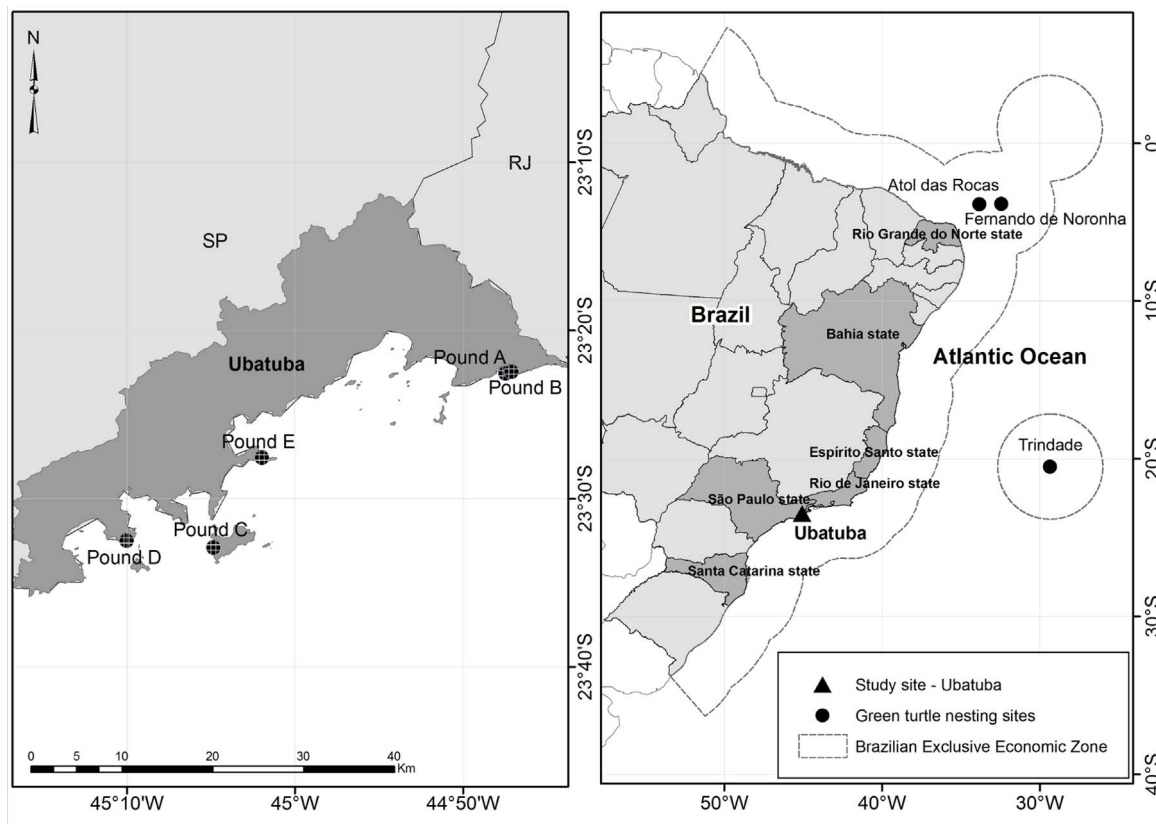 N
RJ
SP
Ubatuba
Pound A
Pound B
Pound E
Pound C
Pound D
23°10'S
23°20'S
23°30'S
23°40'S
0 5 10 20 30 40
Km
45°10'W 45°0'W 44°50'W
Atol das Rocas
Fernando de Noronha
Rio Grande do Norte state
Brazil
Bahia state
Atlantic Ocean
Trindade
Espírito Santo state
Rio de Janeiro state
São Paulo state
Ubatuba
Santa Catarina state
Study site - Ubatuba
Green turtle nesting sites
Brazilian Exclusive Economic Zone
0°
10°S
20°S
30°S
40°S
50°W 40°W 30°W